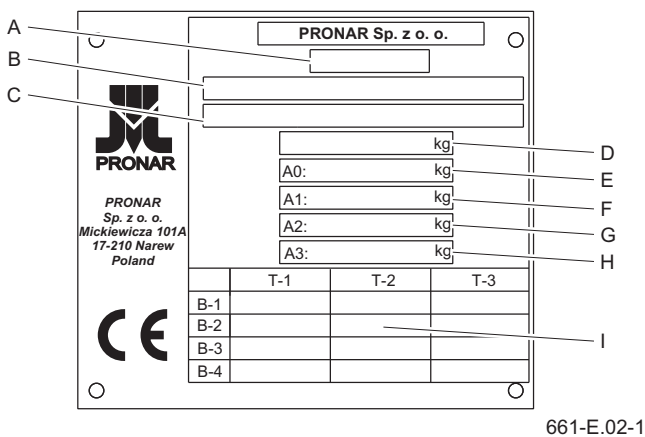 PRONAR Sp. z o. o.
A
B
C
kg
D
A0: kg
E
A1: kg
F
A2: kg
G
A3: kg
H
PRONAR
PRONAR
Sp. z o. o.
Mickiewicza 101A
17-210 Narew
Poland
CE
T-1 T-2 T-3
B-1
B-2
I
B-3
B-4
661-E.02-1